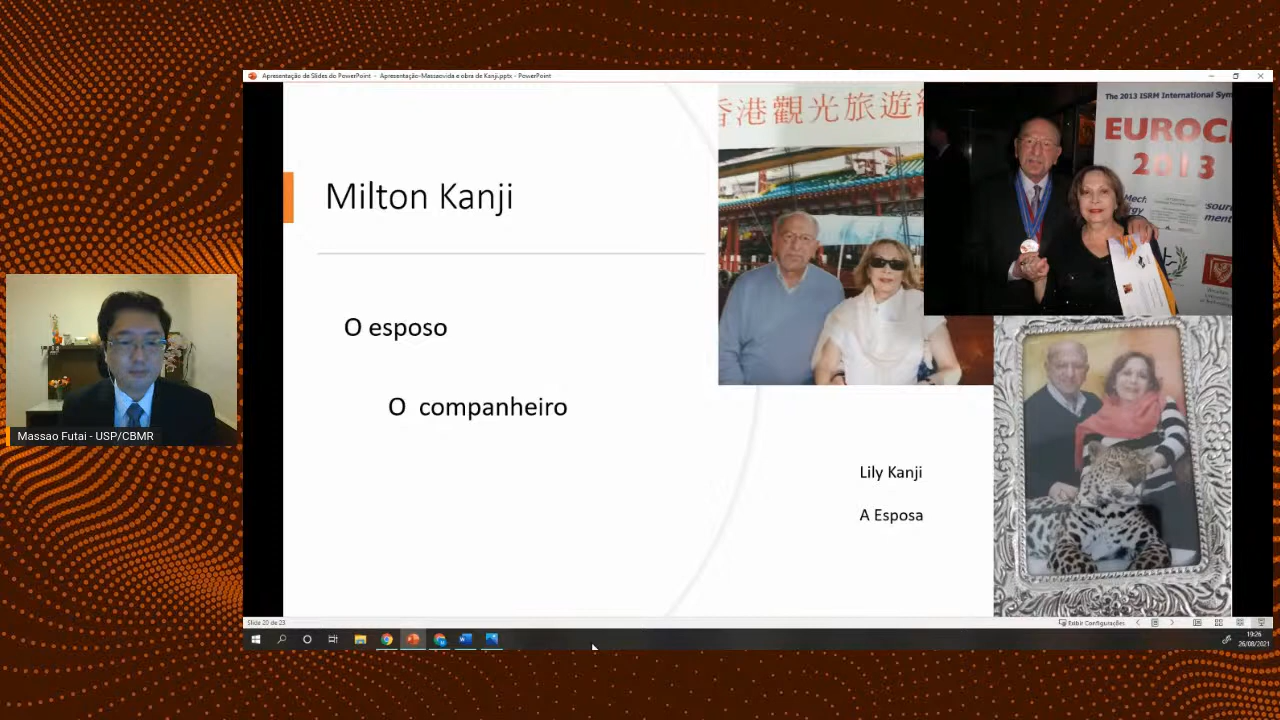 Apresentação de Slides do PowerPoint - Apresentação-Massaovida e obra de Kanji.pptx - PowerPoint
香港觀光旅遊
The 2013 ISRM International Sym
EUROC
2013
Milton Kanji
O esposo
O companheiro
Massao Futai - USP/CBMR
Lily Kanji
A Esposa
Slide 20 de 23
Exibir Configurações
19:26
26/08/2021